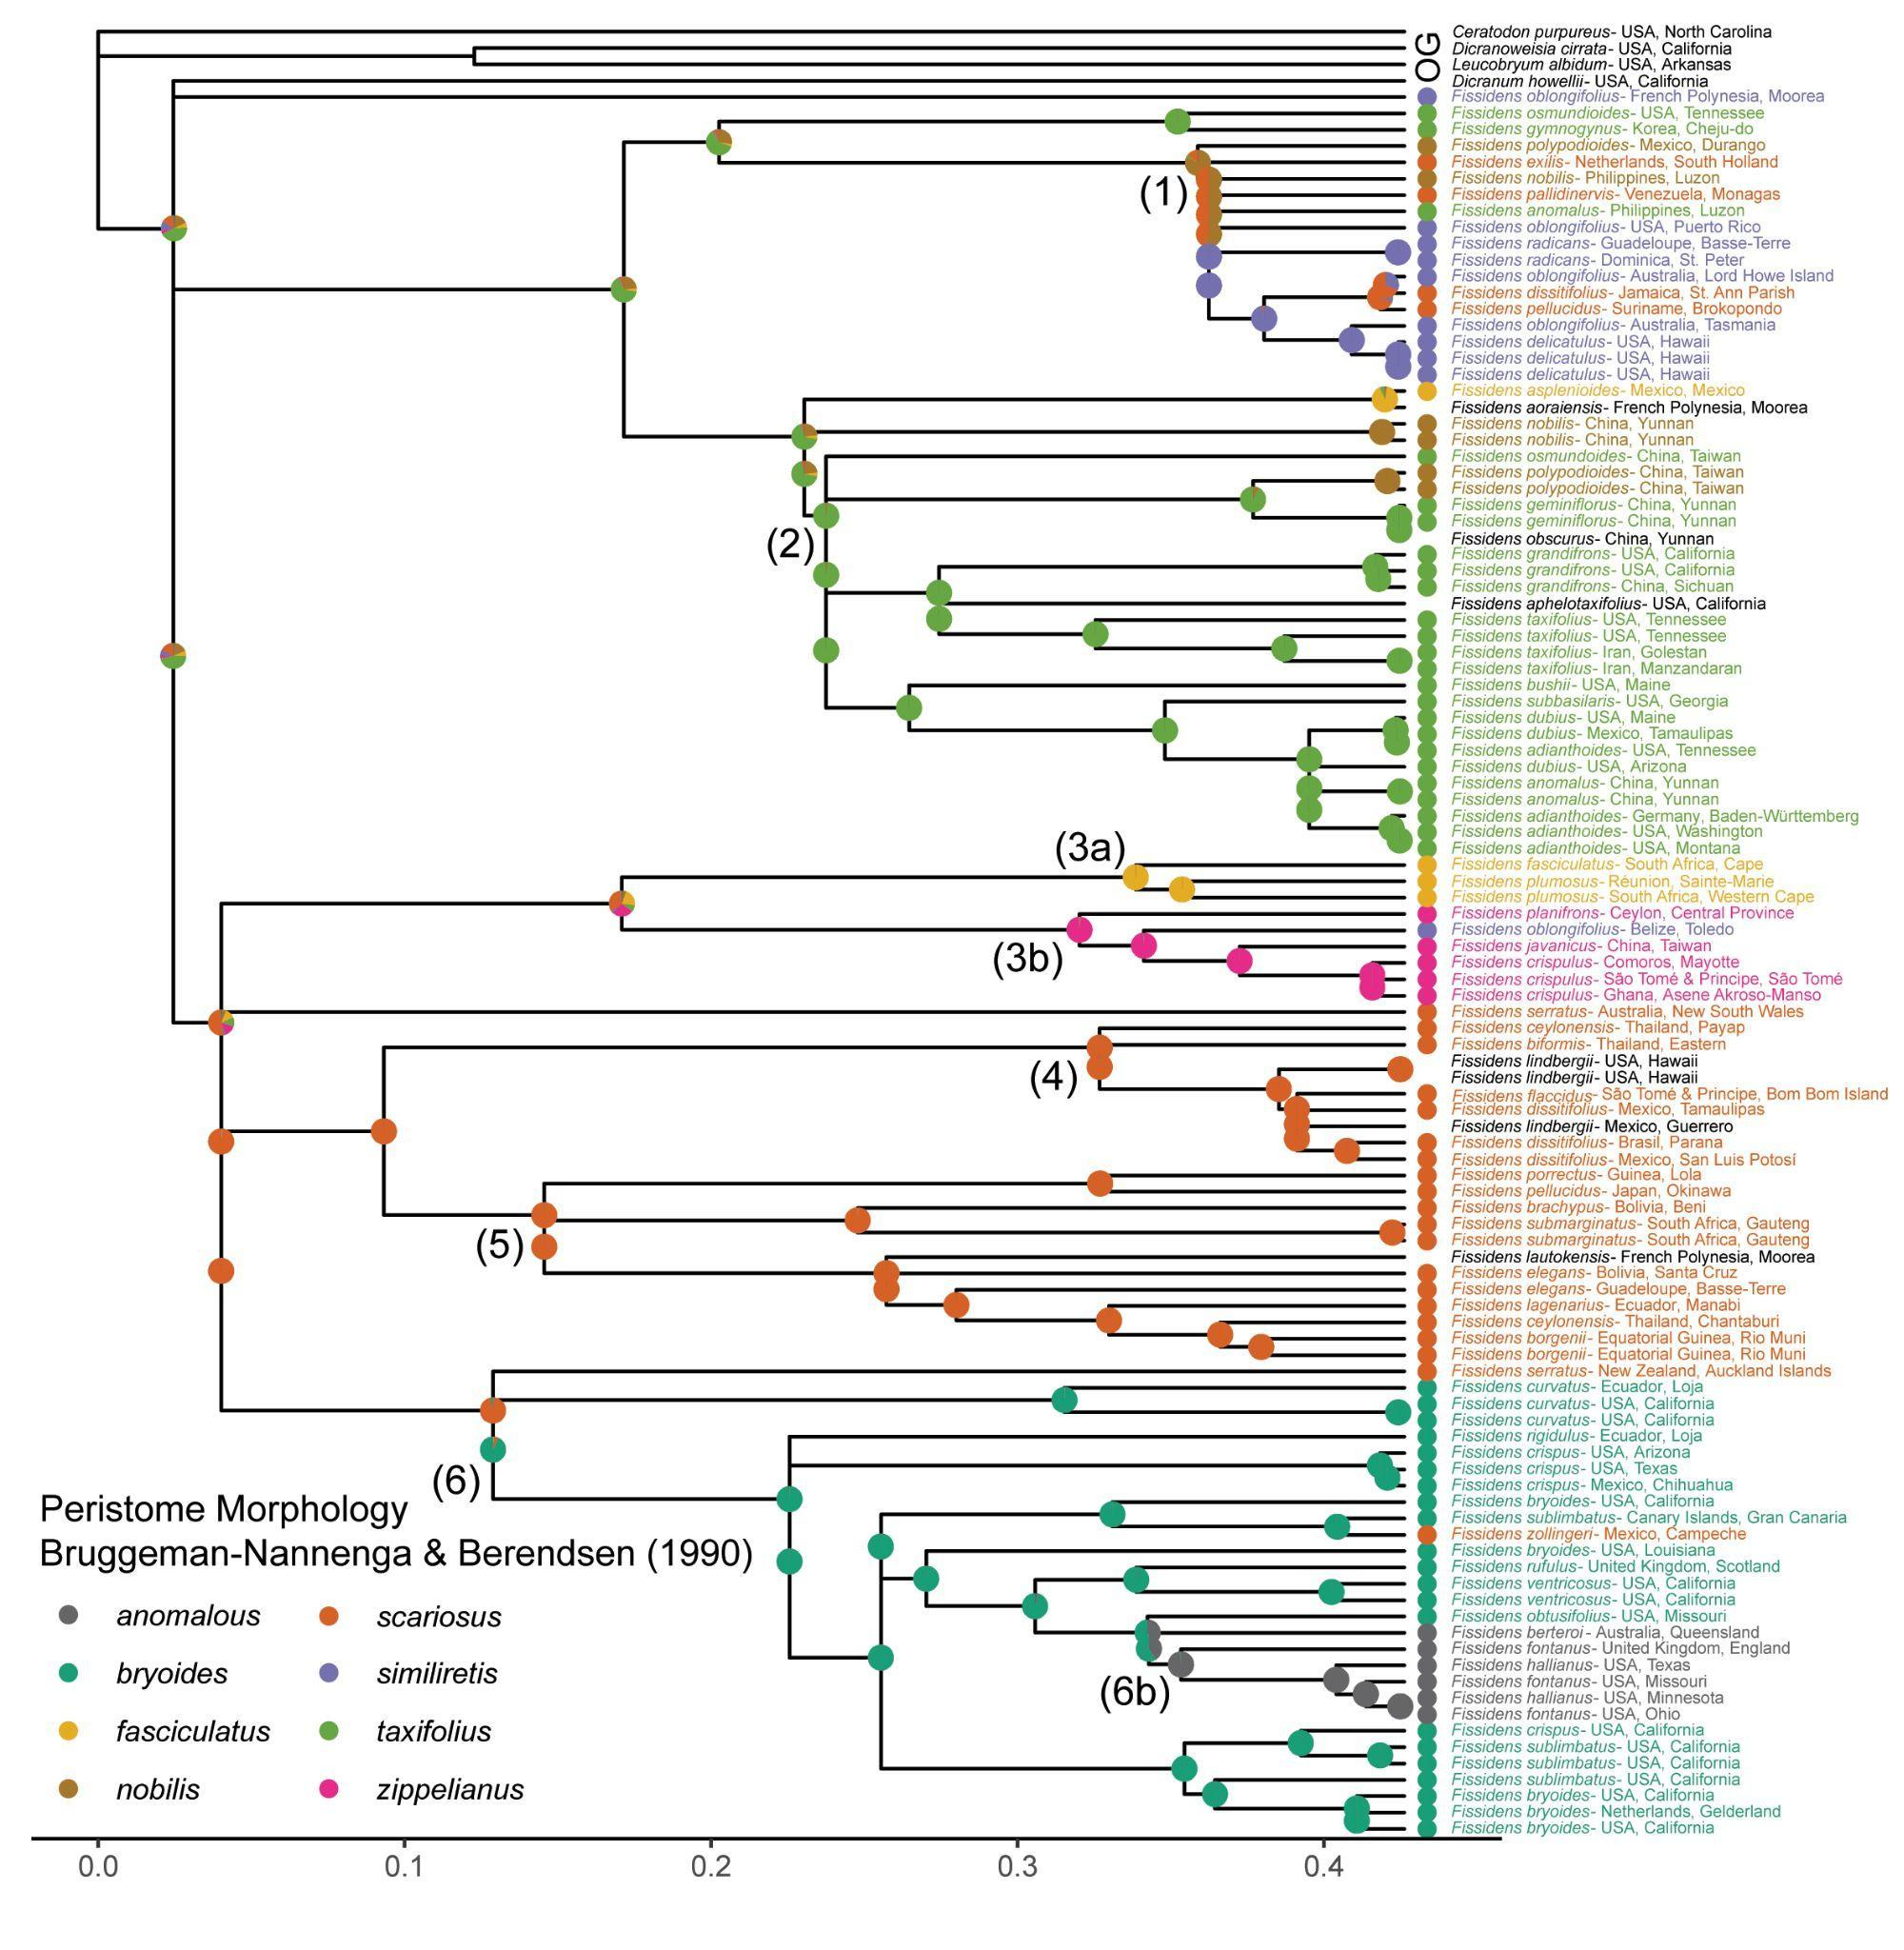 OG
Ceratodon purpureus- USA, North Carolina
Dicranoweisia cirrata- USA, California
Leucobryum albidum- USA, Arkansas
Dicranum howellii- USA, California
Fissidens oblongifolius- French Polynesia, Moorea
Fissidens osmundioides- USA, Tennessee
Fissidens gymnogynus- Korea, Cheju-do
Fissidens polypodioides- Mexico, Durango
Fissidens exilis- Netherlands, South Holland
Fissidens nobilis- Philippines, Luzon
(1)
Fissidens pallidinervis- Venezuela, Monagas
Fissidens anomalus- Philippines, Luzon
Fissidens oblongifolius- USA, Puerto Rico
Fissidens radicans- Guadeloupe, Basse-Terre
Fissidens radicans- Dominica, St. Peter
Fissidens oblongifolius- Australia, Lord Howe Island
Fissidens dissitifolius- Jamaica, St. Ann Parish
Fissidens pellucidus- Suriname, Brokopondo
Fissidens oblongifolius- Australia, Tasmania
Fissidens delicatulus- USA, Hawaii
Fissidens delicatulus- USA, Hawaii
Fissidens delicatulus- USA, Hawaii
Fissidens asplenioides- Mexico, Mexico
Fissidens aoraiensis- French Polynesia, Moorea
Fissidens nobilis- China, Yunnan
Fissidens nobilis- China, Yunnan
Fissidens osmundoides- China, Taiwan
Fissidens polypodioides- China, Taiwan
Fissidens polypodioides- China, Taiwan
Fissidens geminiflorus- China, Yunnan
Fissidens geminiflorus- China, Yunnan
Fissidens obscurus- China, Yunnan
(2)
Fissidens grandifrons- USA, California
Fissidens grandifrons- USA, California
Fissidens grandifrons- China, Sichuan
Fissidens aphelotaxifolius- USA, California
Fissidens taxifolius- USA, Tennessee
Fissidens taxifolius- USA, Tennessee
Fissidens taxifolius- Iran, Golestan
Fissidens taxifolius- Iran, Manzandaran
Fissidens bushii- USA, Maine
Fissidens subbasilaris- USA, Georgia
Fissidens dubius- USA, Maine
Fissidens dubius- Mexico, Tamaulipas
Fissidens adianthoides- USA, Tennessee
Fissidens dubius- USA, Arizona
Fissidens anomalus- China, Yunnan
Fissidens anomalus- China, Yunnan
Fissidens adianthoides- Germany, Baden-Württemberg
Fissidens adianthoides- USA, Washington
Fissidens adianthoides- USA, Montana
(3a)
Fissidens fasciculatus- South Africa, Cape
Fissidens plumosus- Réunion, Sainte-Marie
Fissidens plumosus- South Africa, Western Cape
Fissidens planifrons- Ceylon, Central Province
Fissidens oblongifolius- Belize, Toledo
Fissidens javanicus- China, Taiwan
(3b)
Fissidens crispulus- Comoros, Mayotte
Fissidens crispulus- São Tomé & Principe, São Tomé
Fissidens crispulus- Ghana, Asene Akroso-Manso
Fissidens serratus- Australia, New South Wales
Fissidens ceylonensis- Thailand, Payap
Fissidens biformis- Thailand, Eastern
Fissidens lindbergii- USA, Hawaii
Fissidens lindbergii- USA, Hawaii
(4)
Fissidens flaccidus- São Tomé & Principe, Bom Bom Island
Fissidens dissitifolius- Mexico, Tamaulipas
Fissidens lindbergii- Mexico, Guerrero
Fissidens dissitifolius- Brasil, Parana
Fissidens dissitifolius- Mexico, San Luis Potosí
Fissidens porrectus- Guinea, Lola
Fissidens pellucidus- Japan, Okinawa
Fissidens brachypus- Bolivia, Beni
Fissidens submarginatus- South Africa, Gauteng
Fissidens submarginatus- South Africa, Gauteng
(5)
Fissidens lautokensis- French Polynesia, Moorea
Fissidens elegans- Bolivia, Santa Cruz
Fissidens elegans- Guadeloupe, Basse-Terre
Fissidens lagenarius- Ecuador, Manabi
Fissidens ceylonensis- Thailand, Chantaburi
Fissidens borgenii- Equatorial Guinea, Rio Muni
Fissidens borgenii- Equatorial Guinea, Rio Muni
Fissidens serratus- New Zealand, Auckland Islands
Fissidens curvatus- Ecuador, Loja
Fissidens curvatus- USA, California
Fissidens curvatus- USA, California
Fissidens rigidulus- Ecuador, Loja
Fissidens crispus- USA, Arizona
Fissidens crispus- USA, Texas
(6)
Fissidens crispus- Mexico, Chihuahua
Fissidens bryoides- USA, California
Fissidens sublimbatus- Canary Islands, Gran Canaria
Fissidens zollingeri- Mexico, Campeche
Fissidens bryoides- USA, Louisiana
Fissidens rufulus- United Kingdom, Scotland
Fissidens ventricosus- USA, California
Fissidens ventricosus- USA, California
Fissidens obtusifolius- USA, Missouri
Fissidens berteroi- Australia, Queensland
Fissidens fontanus- United Kingdom, England
Fissidens hallianus- USA, Texas
Fissidens fontanus- USA, Missouri
(6b)
Fissidens hallianus- USA, Minnesota
Fissidens fontanus- USA, Ohio
Fissidens crispus- USA, California
Fissidens sublimbatus- USA, California
Fissidens sublimbatus- USA, California
Fissidens sublimbatus- USA, California
Fissidens bryoides- USA, California
Fissidens bryoides- Netherlands, Gelderland
Fissidens bryoides- USA, California
Peristome Morphology
Bruggeman-Nannenga & Berendsen (1990)
anomalous
scariosus
bryoides
similiretis
fasciculatus
taxifolius
nobilis
zippelianus
0.0 0.1 0.2 0.3 0.4